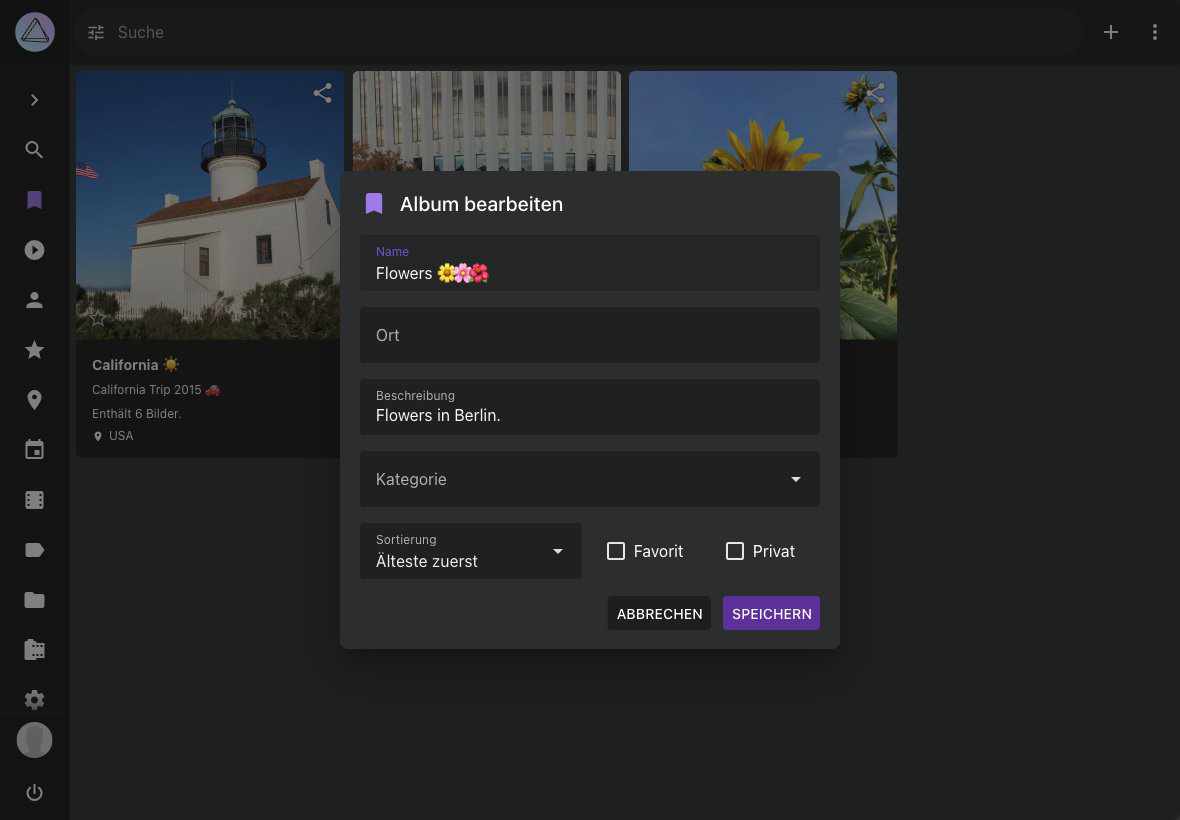 Suche
California ☀️
California Trip 2015 🚗
Enthält 6 Bilder.
USA
Album bearbeiten
Name
Flowers 🌼🌸🌺
Ort
Beschreibung
Flowers in Berlin.
Kategorie
Sortierung
Älteste zuerst
Favorit
Privat
ABBRECHEN
SPEICHERN